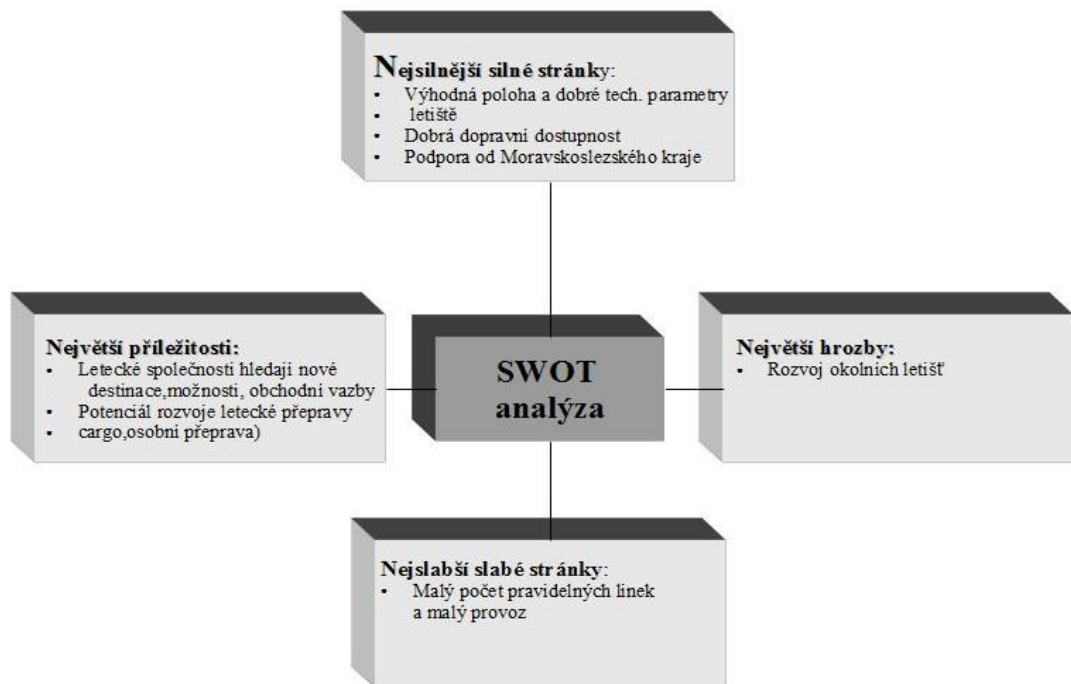 Nejsilnější silné stránky:
• Výhodná poloha a dobré tech. parametry
• letiště
• Dobrá dopravní dostupnost
• Podpora od Moravskoslezského kraje
Největší příležitosti:
• Letecké společnosti hledají nové
destinace,možnosti, obchodní vazby
• Potenciál rozvoje letecké přepravy
• cargo,osobní přeprava)
SWOT
analýza
Největší hrozby:
• Rozvoj okolních letišť
Nejslabší slabé stránky:
• Malý počet pravidelných linek
a malý provoz